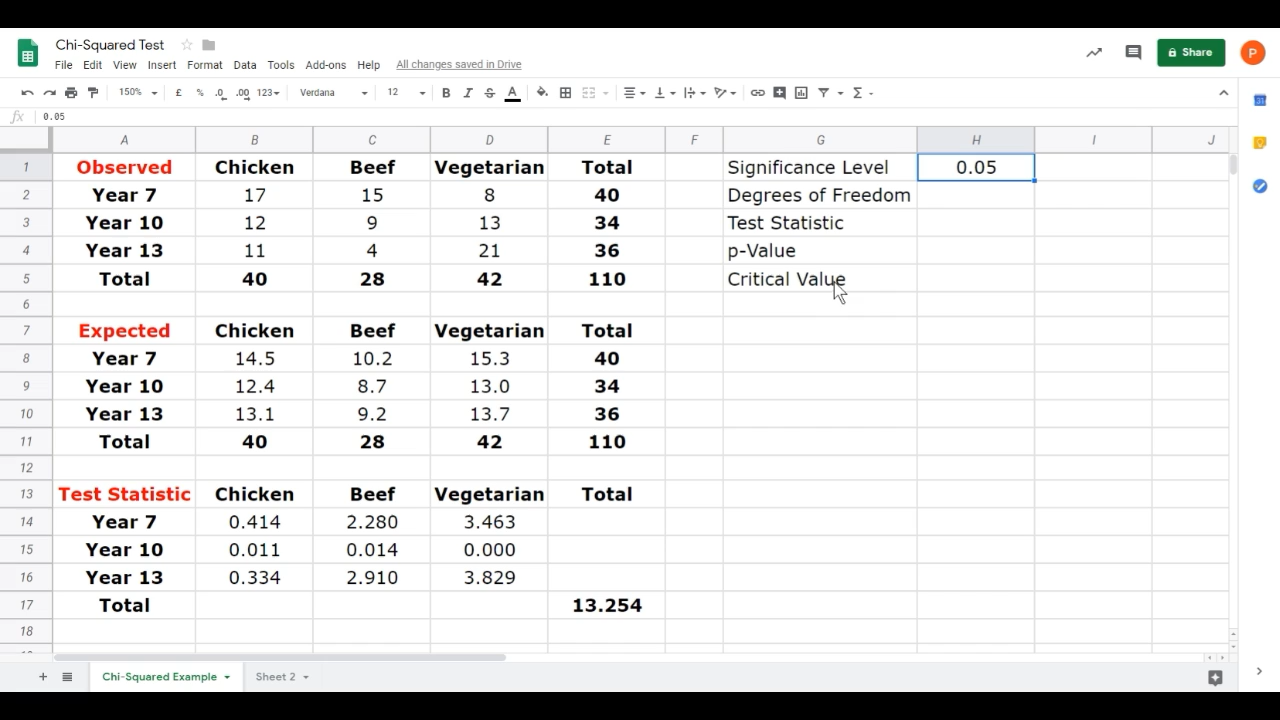 Chi-Squared Test
File Edit View Insert Format Data Tools Add-ons Help All changes saved in Drive
Share
P
150% £ % .0 .00 123 Verdana 12 B I S A
fx 0.05
A B C D E F G H I J
1 Observed Chicken Beef Vegetarian Total Significance Level 0.05
2 Year 7 17 15 8 40 Degrees of Freedom
3 Year 10 12 9 13 34 Test Statistic
4 Year 13 11 4 21 36 p-Value
5 Total 40 28 42 110 Critical Value
6
7 Expected Chicken Beef Vegetarian Total
8 Year 7 14.5 10.2 15.3 40
9 Year 10 12.4 8.7 13.0 34
10 Year 13 13.1 9.2 13.7 36
11 Total 40 28 42 110
12
13 Test Statistic Chicken Beef Vegetarian Total
14 Year 7 0.414 2.280 3.463
15 Year 10 0.011 0.014 0.000
16 Year 13 0.334 2.910 3.829
17 Total 13.254
18
Chi-Squared Example Sheet 2